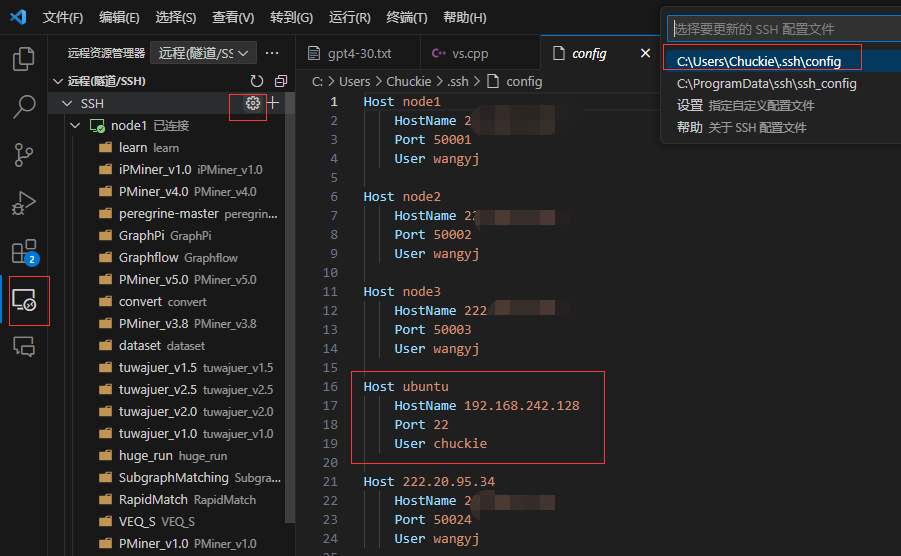 文件(F) 编辑(E) 选择(S) 查看(V) 转到(G) 运行(R) 终端(T) 帮助(H)
远程资源管理器 远程(隧道/SS ···
远程(隧道/SSH)
SSH
node1 已连接
learn learn
iPMiner_v1.0 iPMiner_v1.0
PMiner_v4.0 PMiner_v4.0
peregrine-master peregrin...
GraphPi GraphPi
Graphflow Graphflow
PMiner_v5.0 PMiner_v5.0
convert convert
PMiner_v3.8 PMiner_v3.8
dataset dataset
tuwajuer_v1.5 tuwajuer_v1.5
tuwajuer_v2.5 tuwajuer_v2.5
tuwajuer_v2.0 tuwajuer_v2.0
tuwajuer_v1.0 tuwajuer_v1.0
huge_run huge_run
SubgraphMatching Subgra...
RapidMatch RapidMatch
VEQ_S VEQ_S
PMiner_v1.0 PMiner_v1.0
2
gpt4-30.txt vs.cpp config
C: > Users > Chuckie > .ssh > config
1 Host node1
2 HostName 2
3 Port 50001
4 User wangyj
5
6 Host node2
7 HostName 22
8 Port 50002
9 User wangyj
10
11 Host node3
12 HostName 222
13 Port 50003
14 User wangyj
15
16 Host ubuntu
17 HostName 192.168.242.128
18 Port 22
19 User chuckie
20
21 Host 222.20.95.34
22 HostName 2
23 Port 50024
24 User wangyj
选择要更新的 SSH 配置文件
C:\Users\Chuckie\.ssh\config
C:\ProgramData\ssh\ssh_config
设置 指定自定义配置文件
帮助 关于 SSH 配置文件